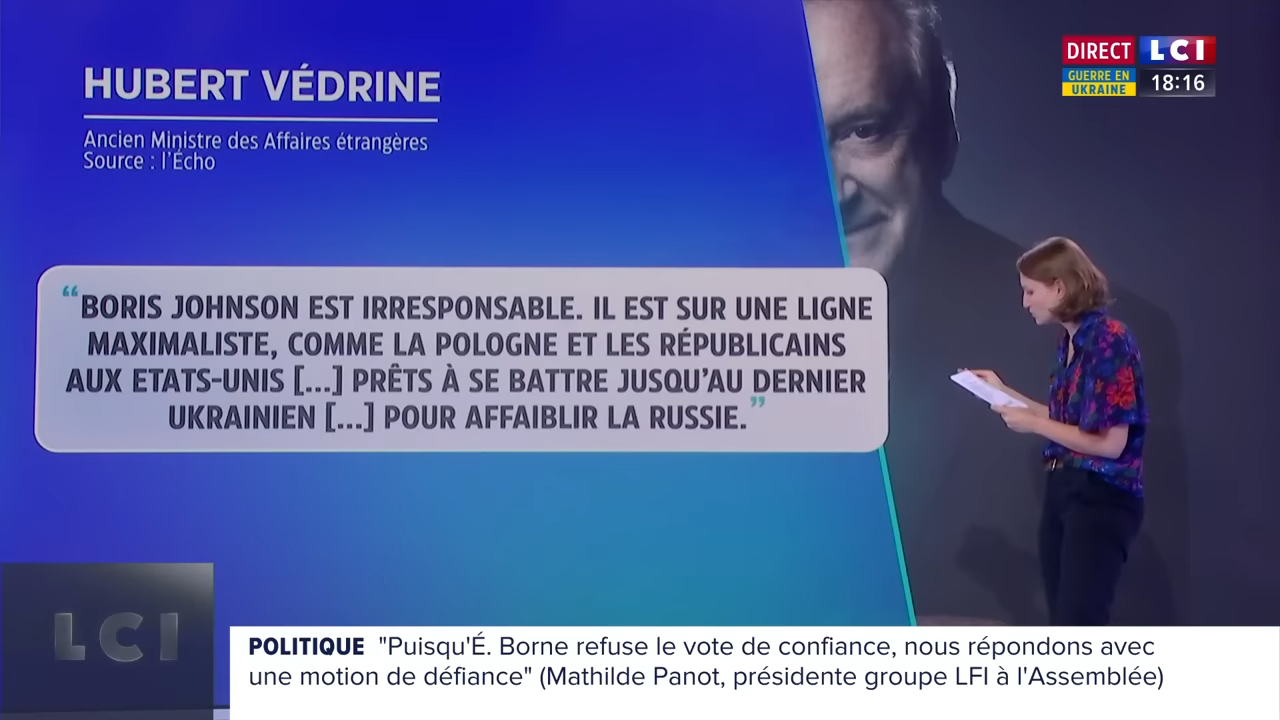 HUBERT VÉDRINE
Ancien Ministre des Affaires étrangères
Source : l'Écho
DIRECT LCI
GUERRE EN
UKRAINE
18:16
“BORIS JOHNSON EST IRRESPONSABLE. IL EST SUR UNE LIGNE
MAXIMALISTE, COMME LA POLOGNE ET LES RÉPUBLICAINS
AUX ETATS-UNIS [...] PRÊTS À SE BATTRE JUSQU'AU DERNIER
UKRAINIEN [...] POUR AFFAIBLIR LA RUSSIE.”
LCI
POLITIQUE "Puisqu'É. Borne refuse le vote de confiance, nous répondons avec
une motion de défiance" (Mathilde Panot, présidente groupe LFI à l'Assemblée)